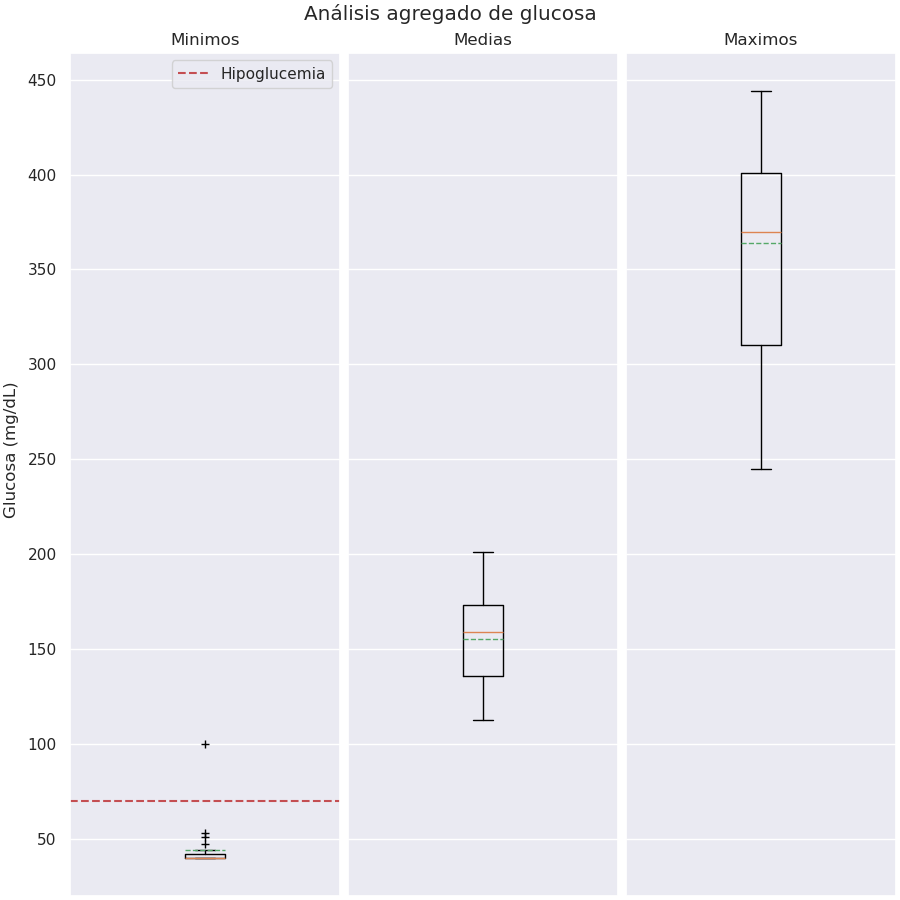 Análisis agregado de glucosa
Minimos
Medias
Maximos
Hipoglucemia
Glucosa (mg/dL)
450
400
350
300
250
200
150
100
50